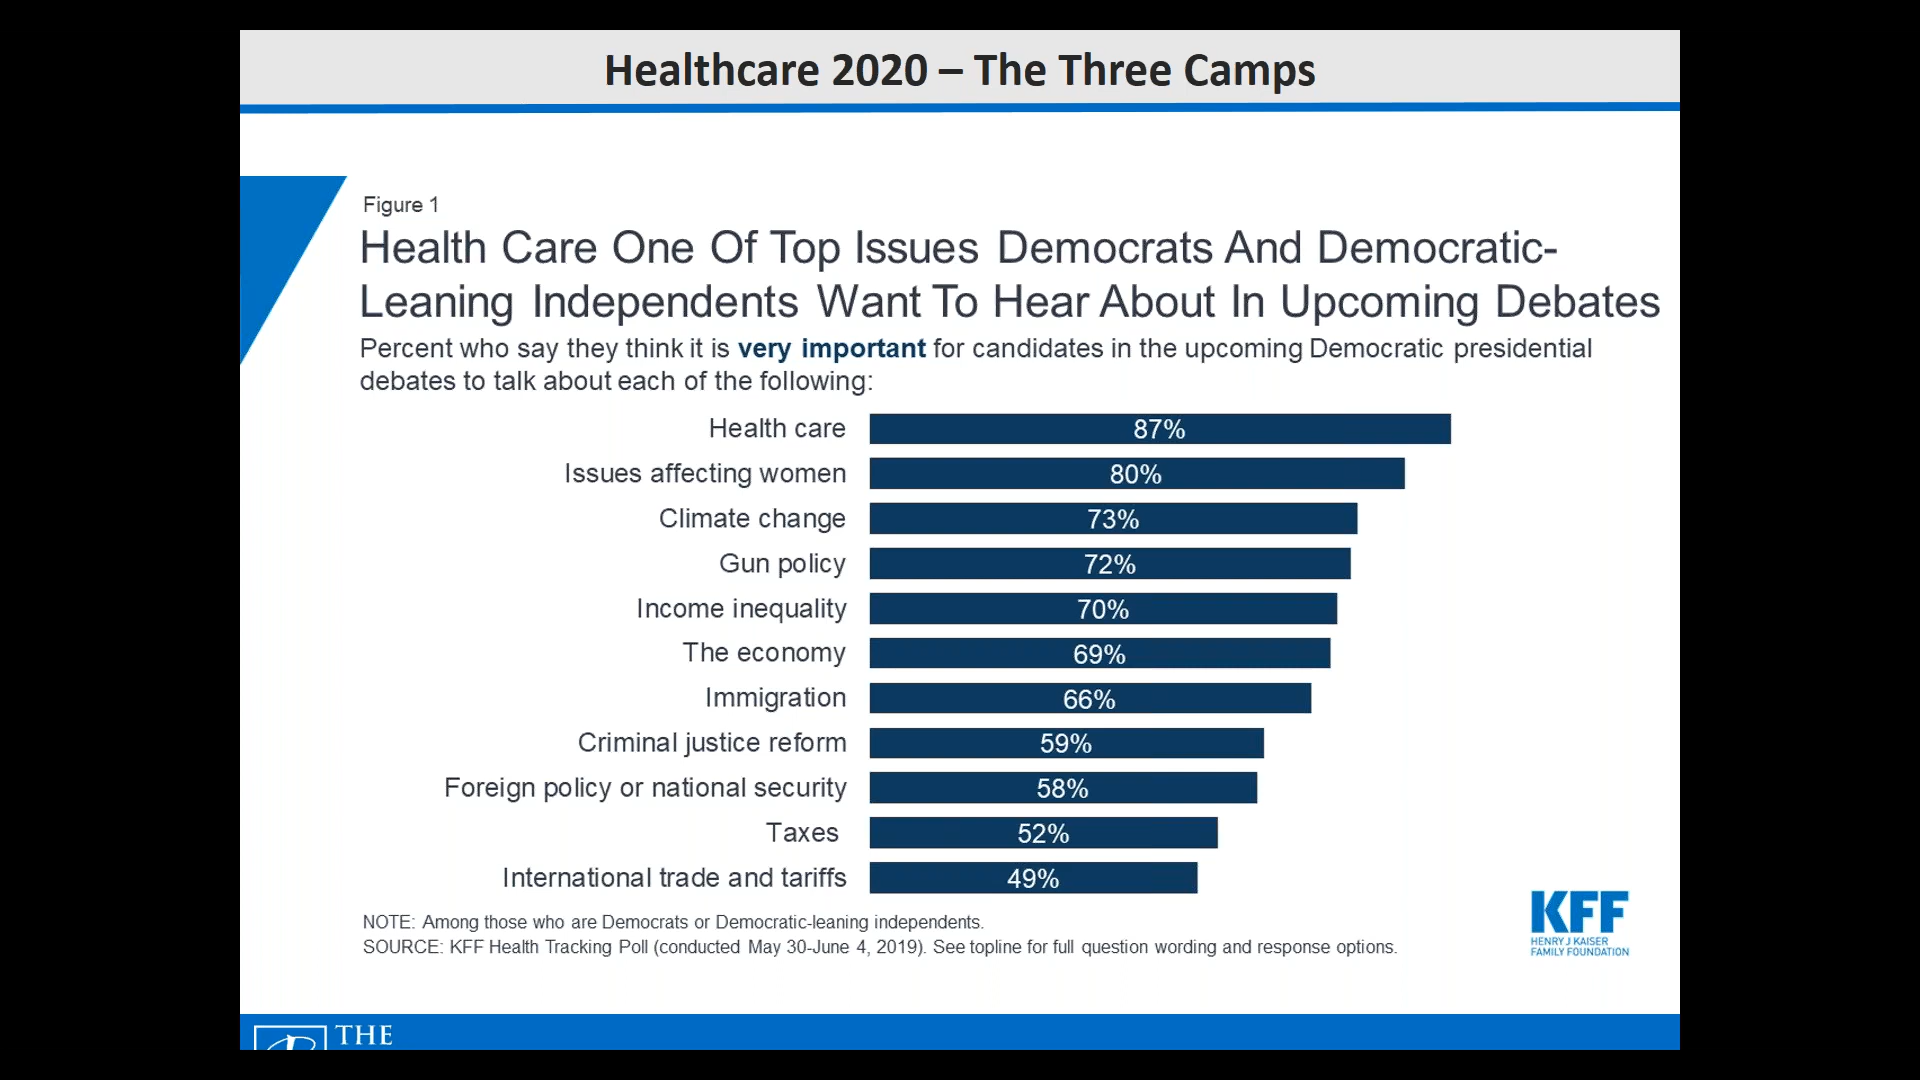 Healthcare 2020 – The Three Camps
Figure 1
Health Care One Of Top Issues Democrats And Democratic-
Leaning Independents Want To Hear About In Upcoming Debates
Percent who say they think it is very important for candidates in the upcoming Democratic presidential
debates to talk about each of the following:
Health care 87%
Issues affecting women 80%
Climate change 73%
Gun policy 72%
Income inequality 70%
The economy 69%
Immigration 66%
Criminal justice reform 59%
Foreign policy or national security 58%
Taxes 52%
International trade and tariffs 49%
NOTE: Among those who are Democrats or Democratic-leaning independents.
SOURCE: KFF Health Tracking Poll (conducted May 30-June 4, 2019). See topline for full question wording and response options.
KFF
HENRY J KAISER
FAMILY FOUNDATION
THE